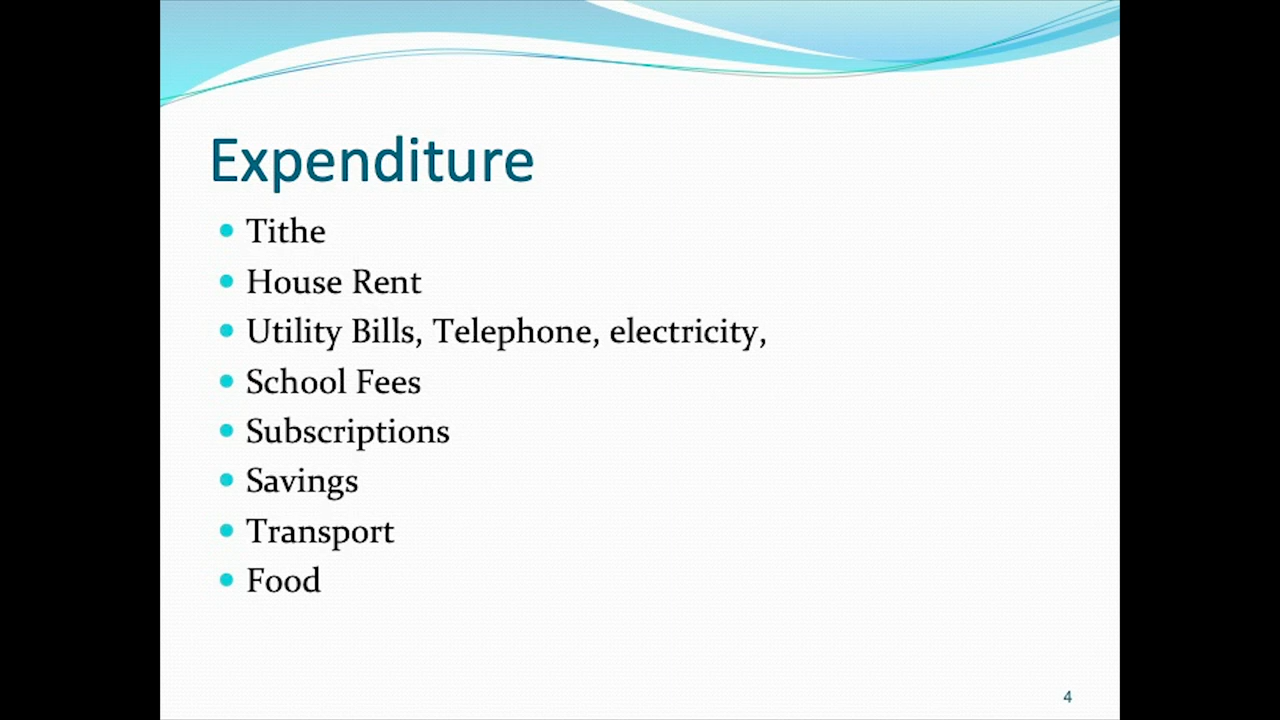 Expenditure
Tithe
House Rent
Utility Bills, Telephone, electricity,
School Fees
Subscriptions
Savings
Transport
Food
4